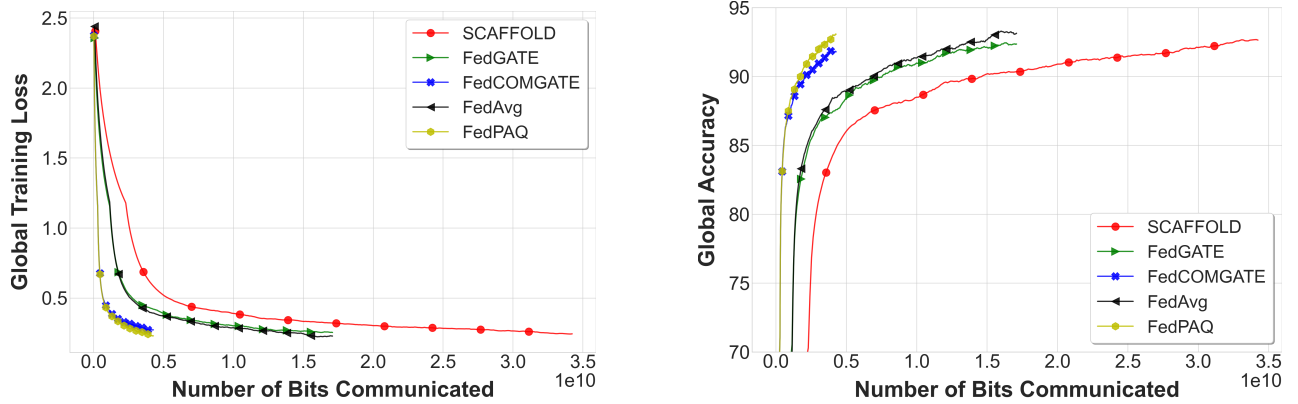 2.5
2.0
1.5
1.0
0.5
Global Training Loss
SCAFFOLD
FedGATE
FedCOMGATE
FedAvg
FedPAQ
0.0 0.5 1.0 1.5 2.0 2.5 3.0 3.5
1e10
Number of Bits Communicated
95
90
85
80
75
70
Global Accuracy
SCAFFOLD
FedGATE
FedCOMGATE
FedAvg
FedPAQ
0.0 0.5 1.0 1.5 2.0 2.5 3.0 3.5
1e10
Number of Bits Communicated